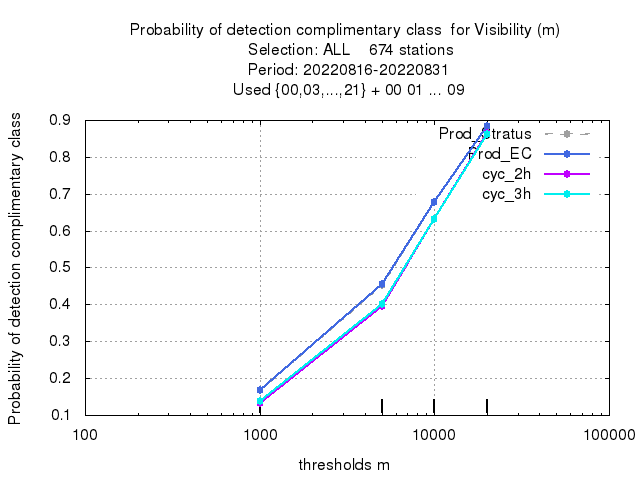 Probability of detection complimentary class  for Visibility (m)
Selection: ALL    674 stations
Period: 20220816-20220831
Used {00,03,...,21} + 00 01 ... 09
Probability of detection complimentary class
0.9
0.8
0.7
0.6
0.5
0.4
0.3
0.2
0.1
Prod_stratus
Prod_EC
cyc_2h
cyc_3h
100
1000
10000
100000
thresholds m